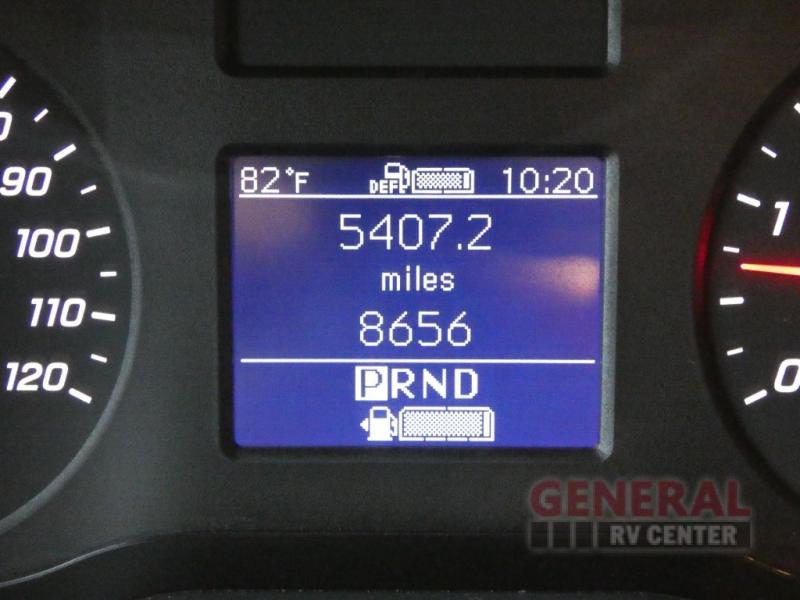 82°F DEF 10:20
5407.2
miles
8656
PRND
90
100
110
120
1
0
GENERAL
RV CENTER